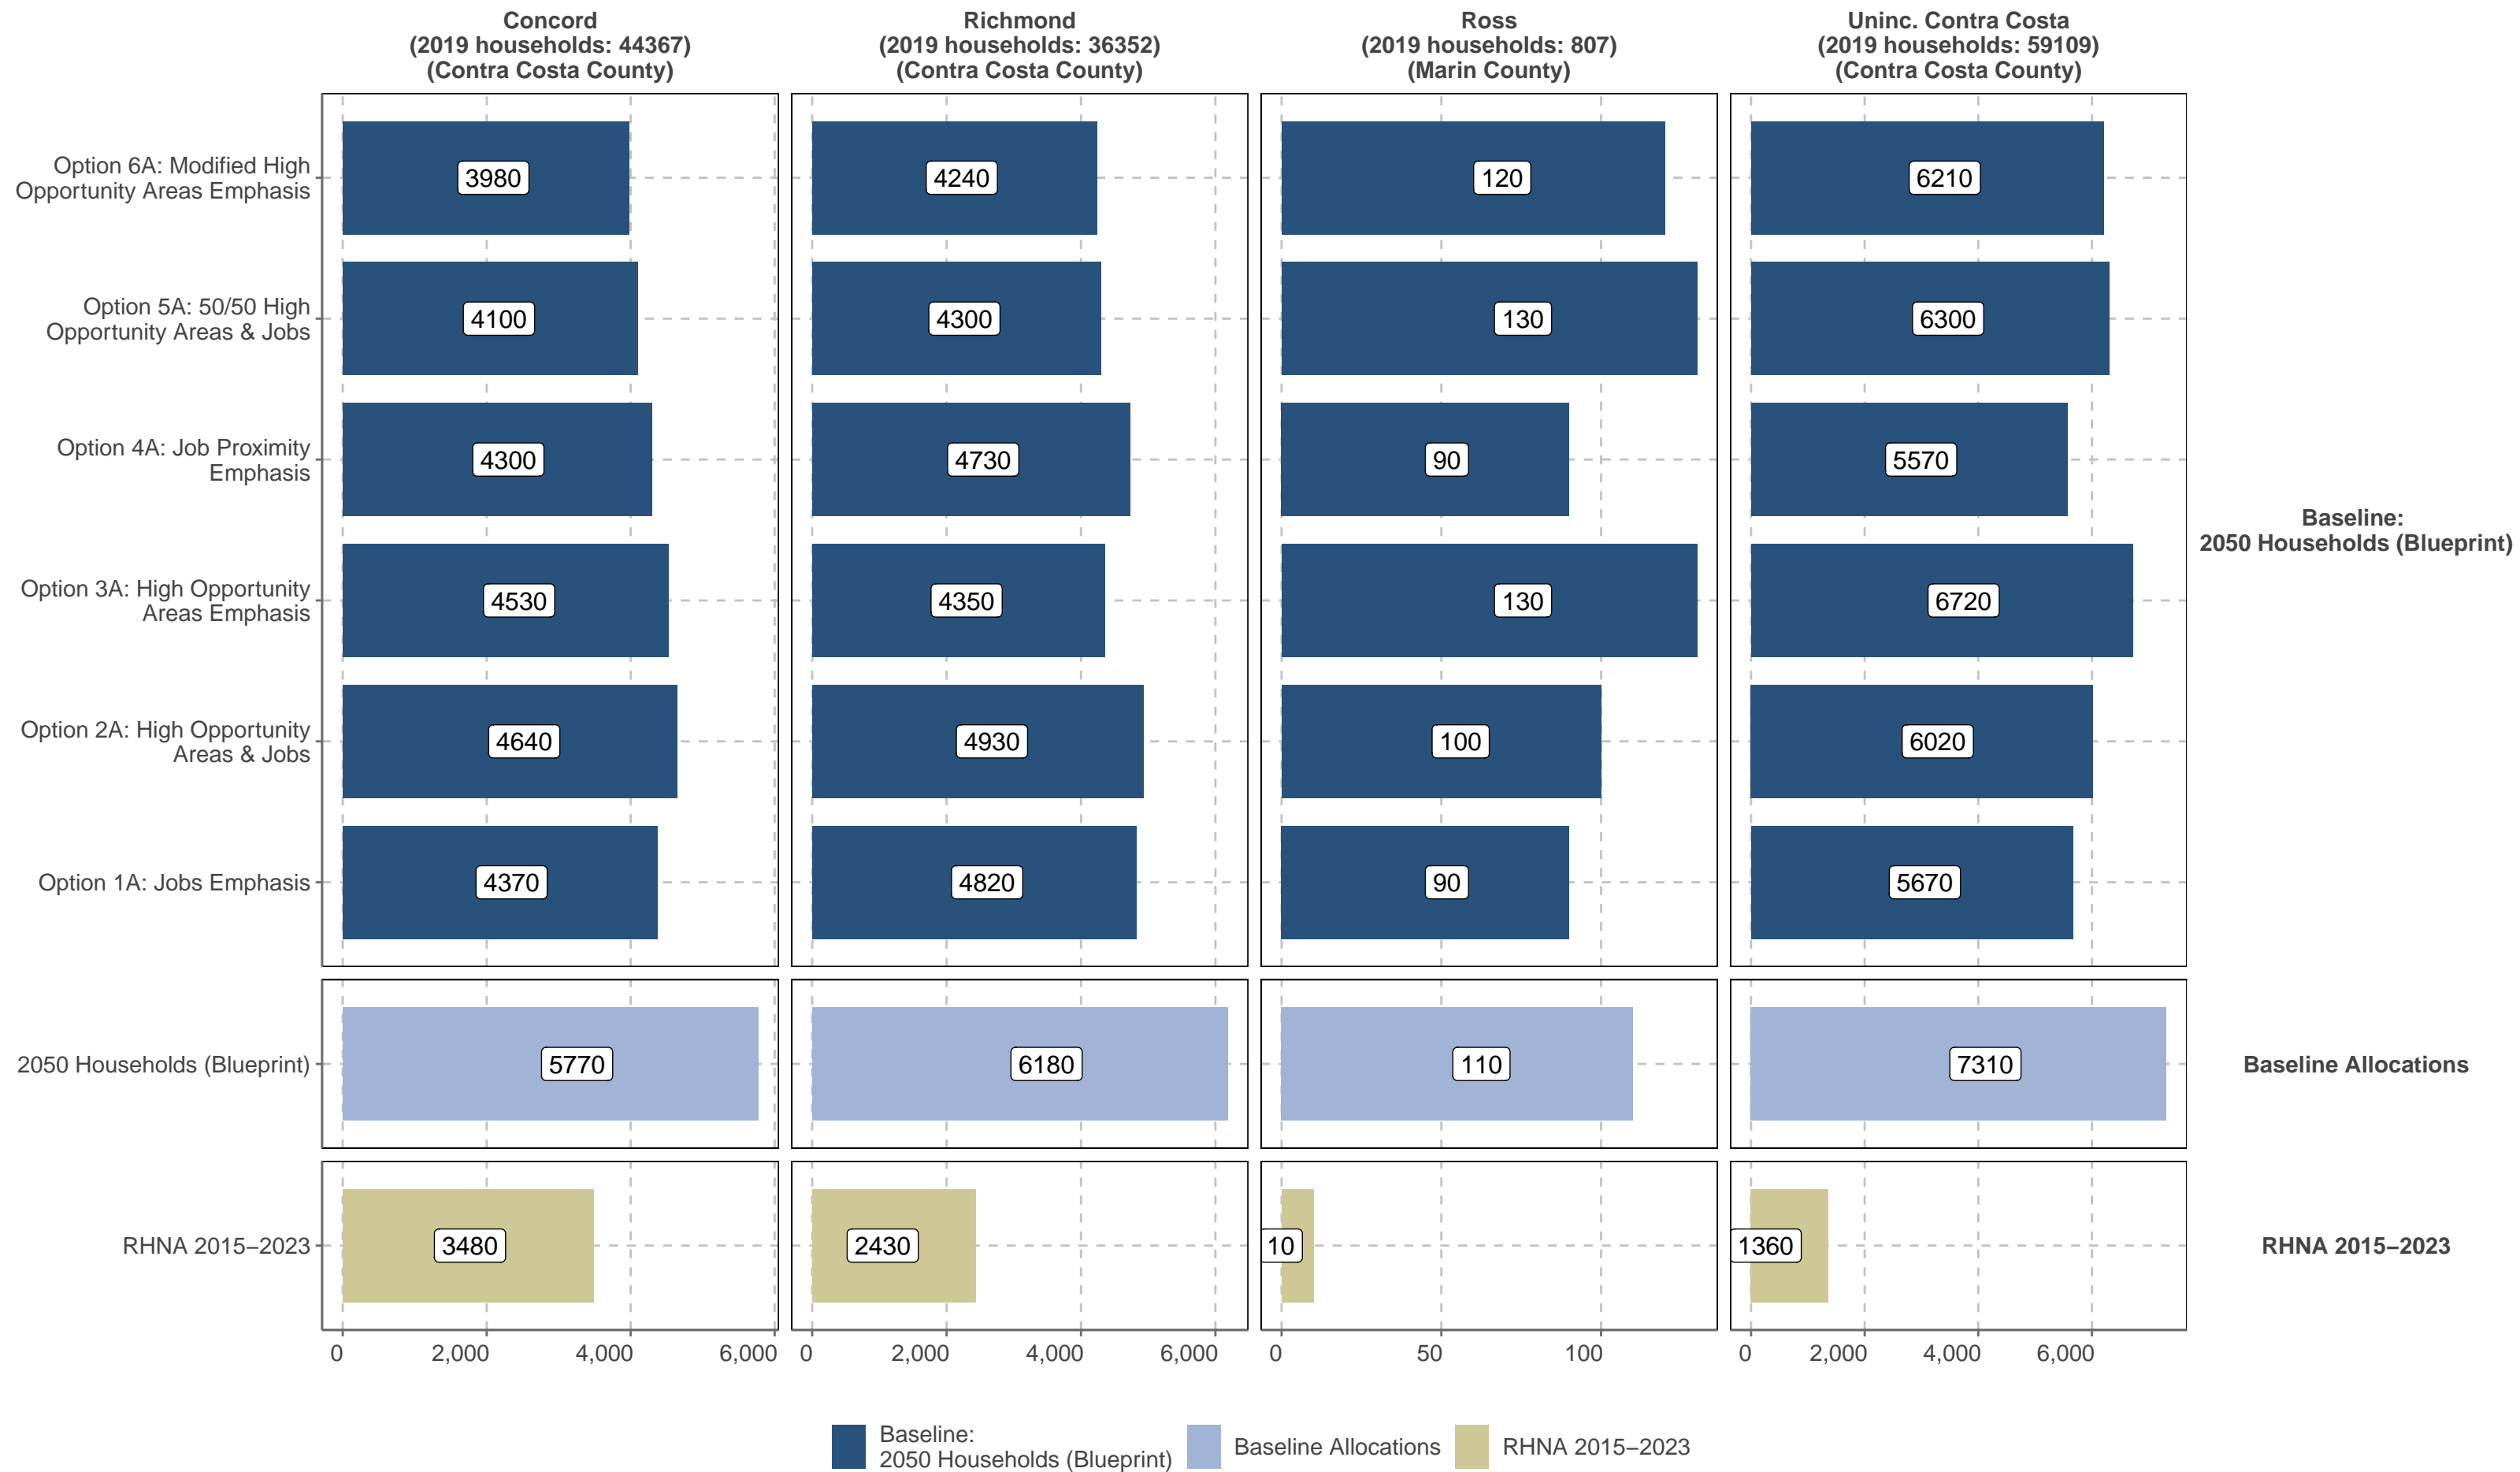 Concord
(2019 households: 44367)
(Contra Costa County)
Richmond
(2019 households: 36352)
(Contra Costa County)
Ross
(2019 households: 807)
(Marin County)
Uninc. Contra Costa
(2019 households: 59109)
(Contra Costa County)
Option 6A: Modified High
Opportunity Areas Emphasis
3980
4240
120
6210
Option 5A: 50/50 High
Opportunity Areas & Jobs
4100
4300
130
6300
Option 4A: Job Proximity
Emphasis
4300
4730
90
5570
Baseline:
2050 Households (Blueprint)
Option 3A: High Opportunity
Areas Emphasis
4530
4350
130
6720
Option 2A: High Opportunity
Areas & Jobs
4640
4930
100
6020
Option 1A: Jobs Emphasis
4370
4820
90
5670
2050 Households (Blueprint)
5770
6180
110
7310
Baseline Allocations
RHNA 2015−2023
3480
2430
10
1360
RHNA 2015−2023
0 2,000 4,000 6,000
0 2,000 4,000 6,000
0 50 100
0 2,000 4,000 6,000
Baseline:
2050 Households (Blueprint)
Baseline Allocations
RHNA 2015−2023